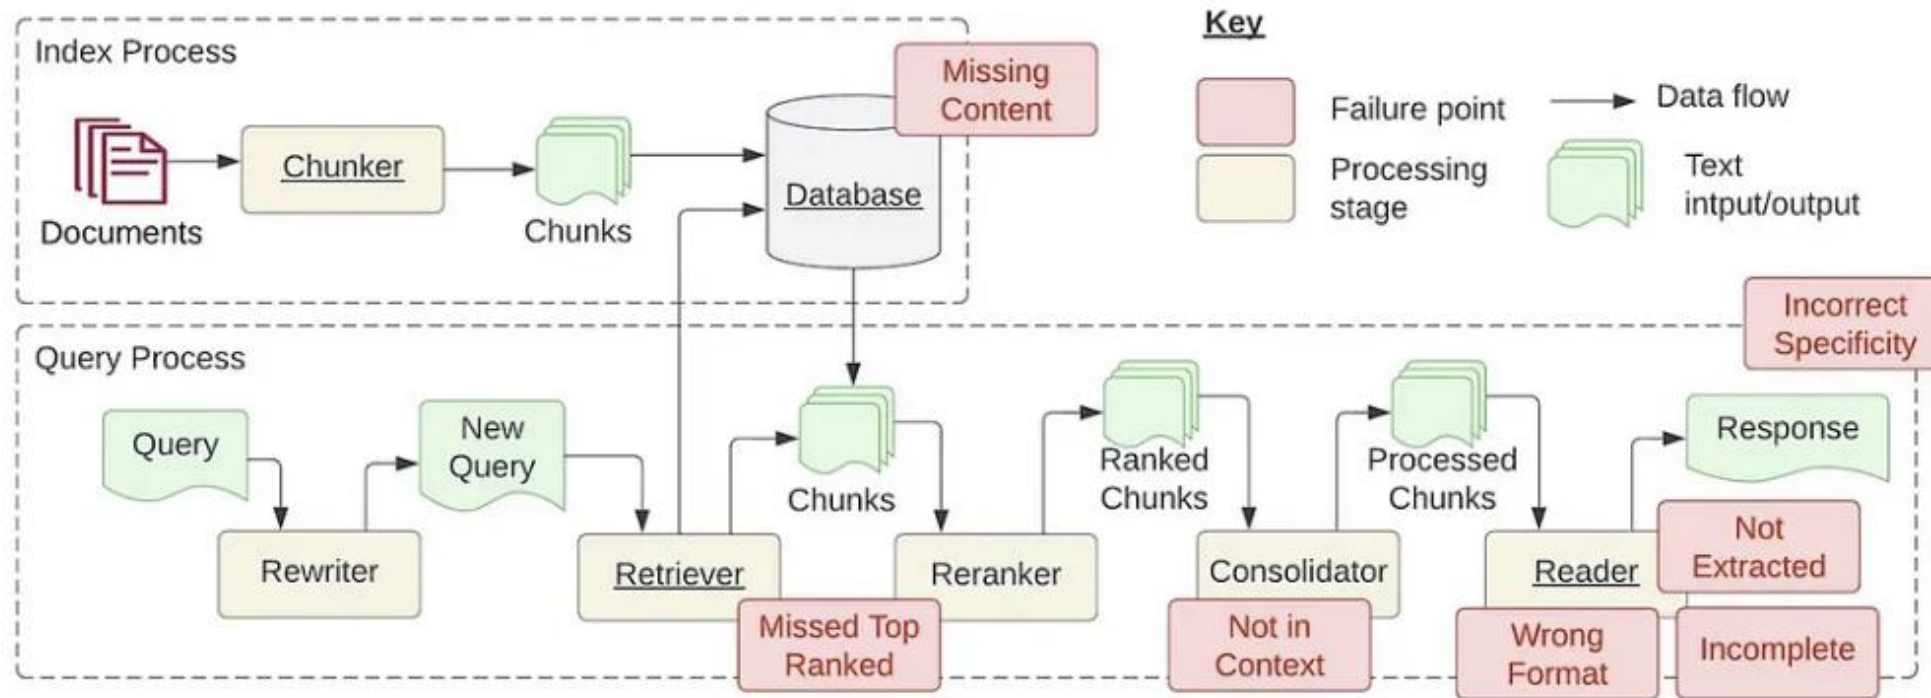 Index Process
Documents
Chunker
Chunks
Database
Missing
Content
Key
Failure point
Data flow
Processing
stage
Text
intput/output
Query Process
Query
Rewriter
New
Query
Retriever
Missed Top
Ranked
Chunks
Reranker
Ranked
Chunks
Consolidator
Not in
Context
Processed
Chunks
Reader
Wrong
Format
Incomplete
Not
Extracted
Response
Incorrect
Specificity